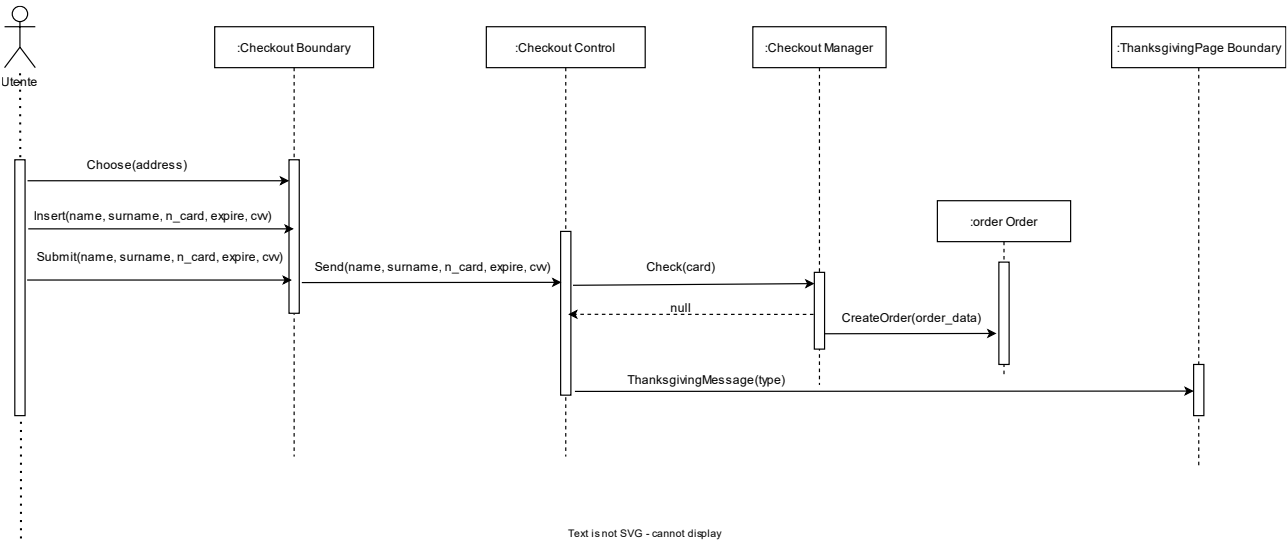 Utente
:Checkout Boundary
:Checkout Control
:Checkout Manager
:ThanksgivingPage Boundary
Choose(address)
Insert(name, surname, n_card, expire, cvv)
:order Order
Submit(name, surname, n_card, expire, cvv)
Send(name, surname, n_card, expire, cvv)
Check(card)
null
CreateOrder(order_data)
ThanksgivingMessage(type)
Text is not SVG - cannot display